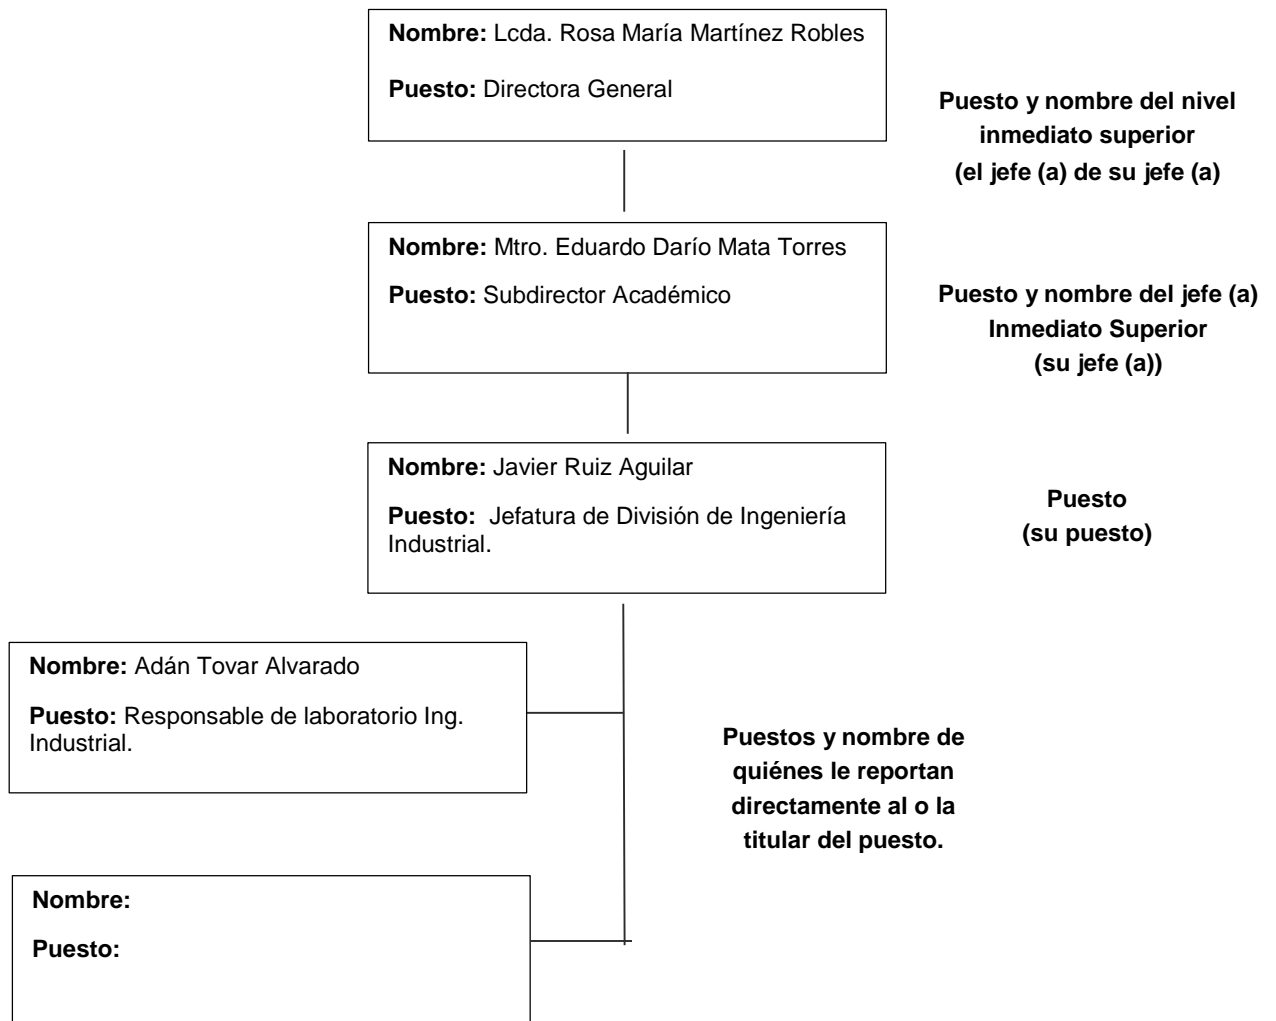 Nombre: Lcda. Rosa María Martínez Robles
Puesto: Directora General
Puesto y nombre del nivel
inmediato superior
(el jefe (a) de su jefe (a)
Nombre: Mtro. Eduardo Darío Mata Torres
Puesto: Subdirector Académico
Puesto y nombre del jefe (a)
Inmediato Superior
(su jefe (a))
Nombre: Javier Ruiz Aguilar
Puesto: Jefatura de División de Ingeniería
Industrial.
Puesto
(su puesto)
Nombre: Adán Tovar Alvarado
Puesto: Responsable de laboratorio Ing.
Industrial.
Puestos y nombre de
quiénes le reportan
directamente al o la
titular del puesto.
Nombre:
Puesto: